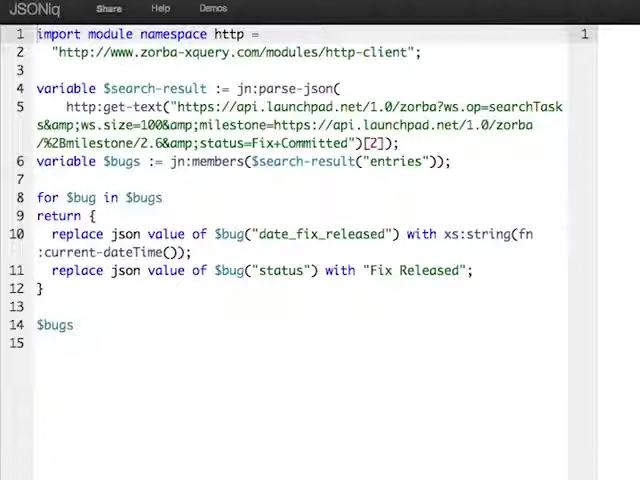 JSONiq Share Help Demos
1 import module namespace http = 1
2 "http://www.zorba-xquery.com/modules/http-client";
3
4 variable $search-result := jn:parse-json(
5 http:get-text("https://api.launchpad.net/1.0/zorba?ws.op=searchTask
s&amp;ws.size=100&amp;milestone=https://api.launchpad.net/1.0/zorba
/%2Bmilestone/2.6&amp;status=Fix+Committed")[2]);
6 variable $bugs := jn:members($search-result("entries"));
7
8 for $bug in $bugs
9 return {
10 replace json value of $bug("date_fix_released") with xs:string(fn
:current-dateTime());
11 replace json value of $bug("status") with "Fix Released";
12 }
13
14 $bugs
15